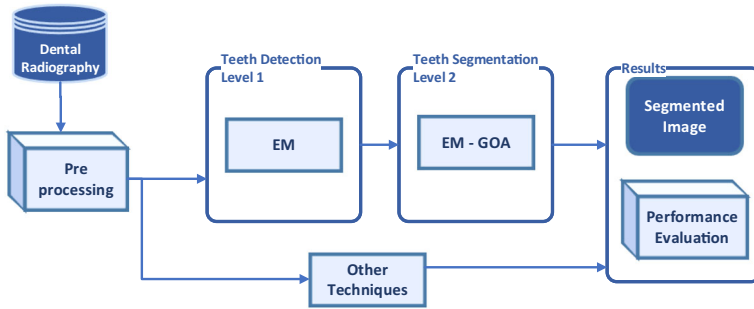 Dental
Radiography
Pre
processing
Teeth Detection
Level 1
EM
Teeth Segmentation
Level 2
EM - GOA
Other
Techniques
Results
Segmented
Image
Performance
Evaluation